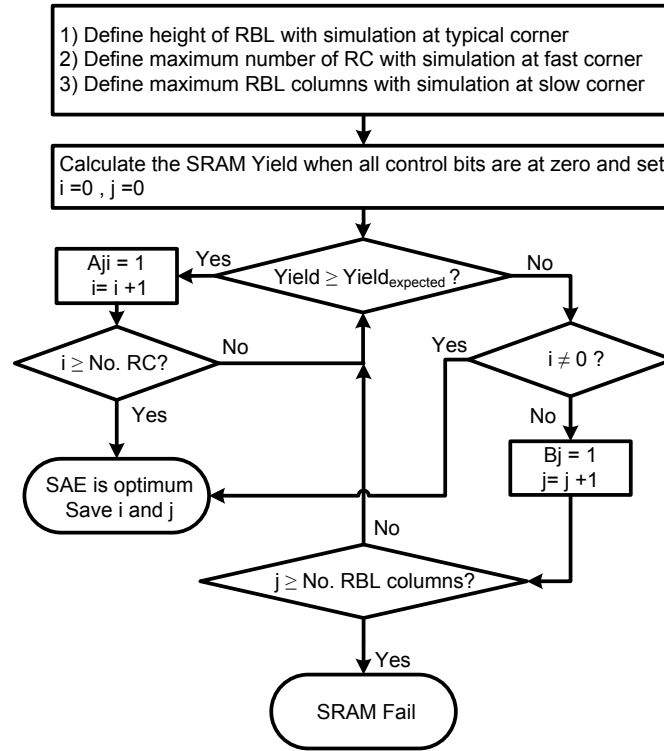 1) Define height of RBL with simulation at typical corner
2) Define maximum number of RC with simulation at fast corner
3) Define maximum RBL columns with simulation at slow corner
Calculate the SRAM Yield when all control bits are at zero and set
i =0 , j =0
Yes
Aji = 1
i= i +1
Yield ≥ Yieldexpected ?
No
i ≥ No. RC?
No
Yes
i ≠ 0 ?
Yes
No
SAE is optimum
Save i and j
Bj = 1
j= j +1
No
j ≥ No. RBL columns?
Yes
SRAM Fail